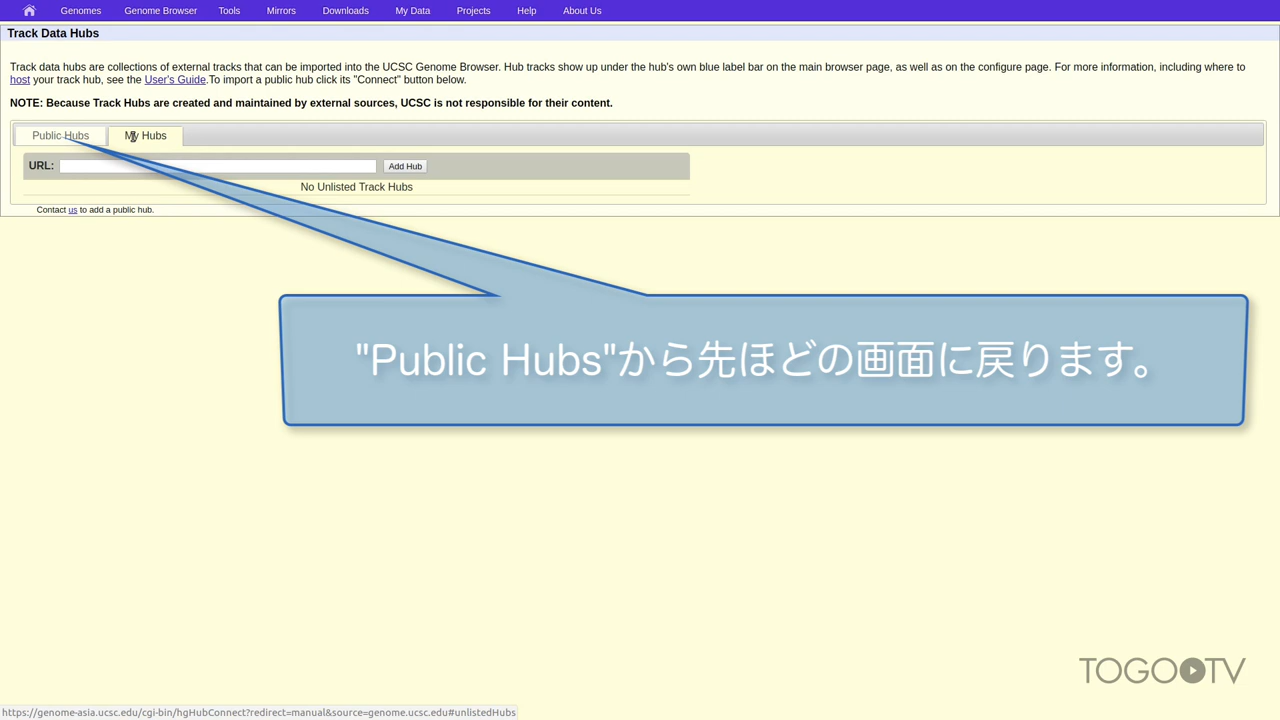 Genomes Genome Browser Tools Mirrors Downloads My Data Projects Help About Us
Track Data Hubs
Track data hubs are collections of external tracks that can be imported into the UCSC Genome Browser. Hub tracks show up under the hub's own blue label bar on the main browser page, as well as on the configure page. For more information, including where to
host your track hub, see the User's Guide.To import a public hub click its "Connect" button below.
NOTE: Because Track Hubs are created and maintained by external sources, UCSC is not responsible for their content.
Public Hubs My Hubs
URL: Add Hub
No Unlisted Track Hubs
Contact us to add a public hub.
"Public Hubs"から先ほどの画面に戻ります。
TOGOTV
https://genome-asia.ucsc.edu/cgi-bin/hgHubConnect?redirect=manual&source=genome.ucsc.edu#unlistedHubs